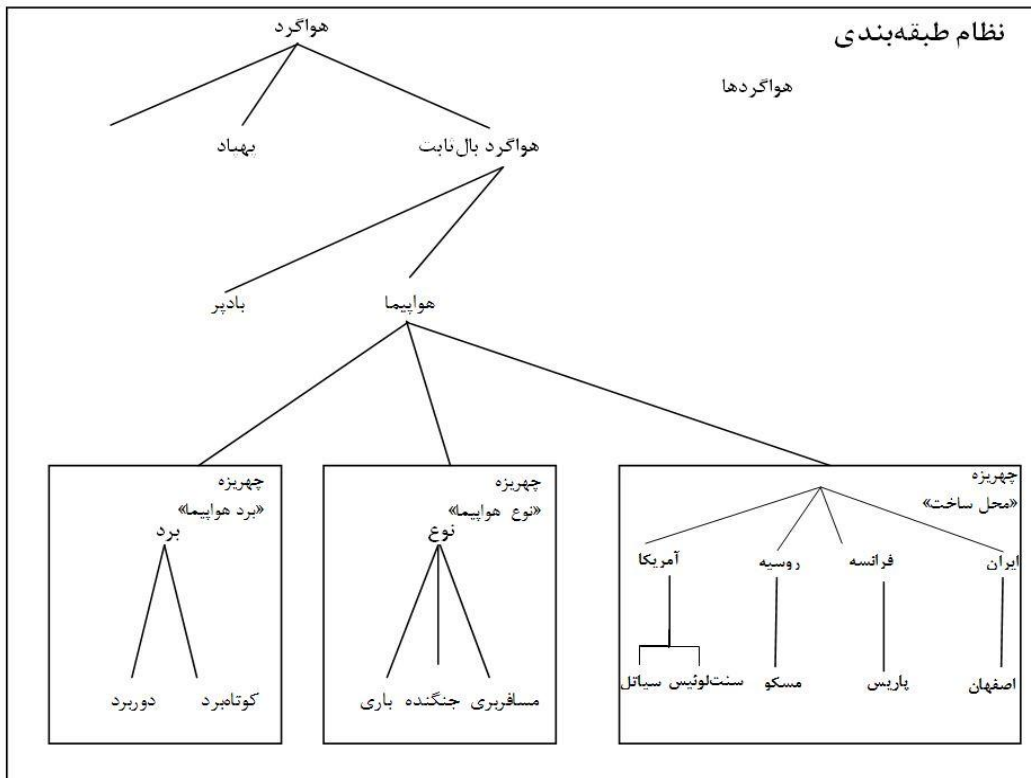 نظام طبقه‌بندی
هواگردها
هواگرد
هواگرد بال‌ثابت
پهپاد
هواپیما
بادپر
چهریزه
«محل ساخت»
ایران
فرانسه
روسیه
آمریکا
اصفهان
پاریس
مسکو
سنت‌لوئیس
سیاتل
چهریزه
«نوع هواپیما»
نوع
مسافربری
جنگنده
باری
چهریزه
«برد هواپیما»
برد
کوتاه‌برد
دوربرد